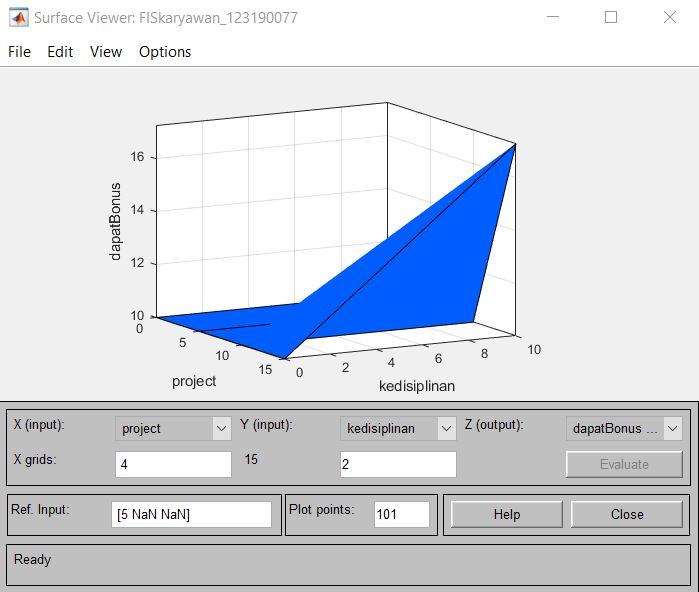 Surface Viewer: FISkaryawan_123190077
File Edit View Options
16
14
12
10
dapatBonus
0
5
10
15
project
0
2
4
6
8
10
kedisiplinan
X (input): project Y (input): kedisiplinan Z (output): dapatBonus ...
X grids: 4 15 2 Evaluate
Ref. Input: [5 NaN NaN] Plot points: 101 Help Close
Ready